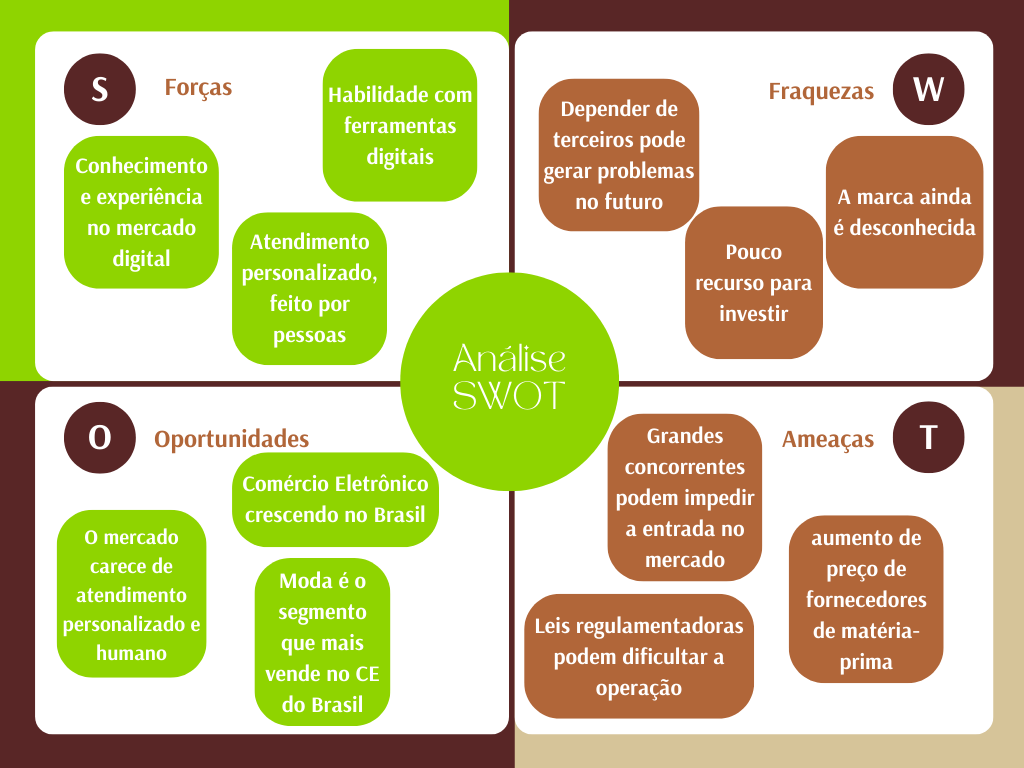 S
Forças
Habilidade com
ferramentas
digitais
Conhecimento
e experiência
no mercado
digital
Atendimento
personalizado,
feito por
pessoas
Fraquezas
W
Depender de
terceiros pode
gerar problemas
no futuro
A marca ainda
é desconhecida
Pouco
recurso para
investir
Análise
SWOT
O
Oportunidades
Comércio Eletrônico
crescendo no Brasil
O mercado
carece de
atendimento
personalizado e
humano
Moda é o
segmento
que mais
vende no CE
do Brasil
Ameaças
T
Grandes
concorrentes
podem impedir
a entrada no
mercado
aumento de
preço de
fornecedores
de matéria-
prima
Leis regulamentadoras
podem dificultar a
operação